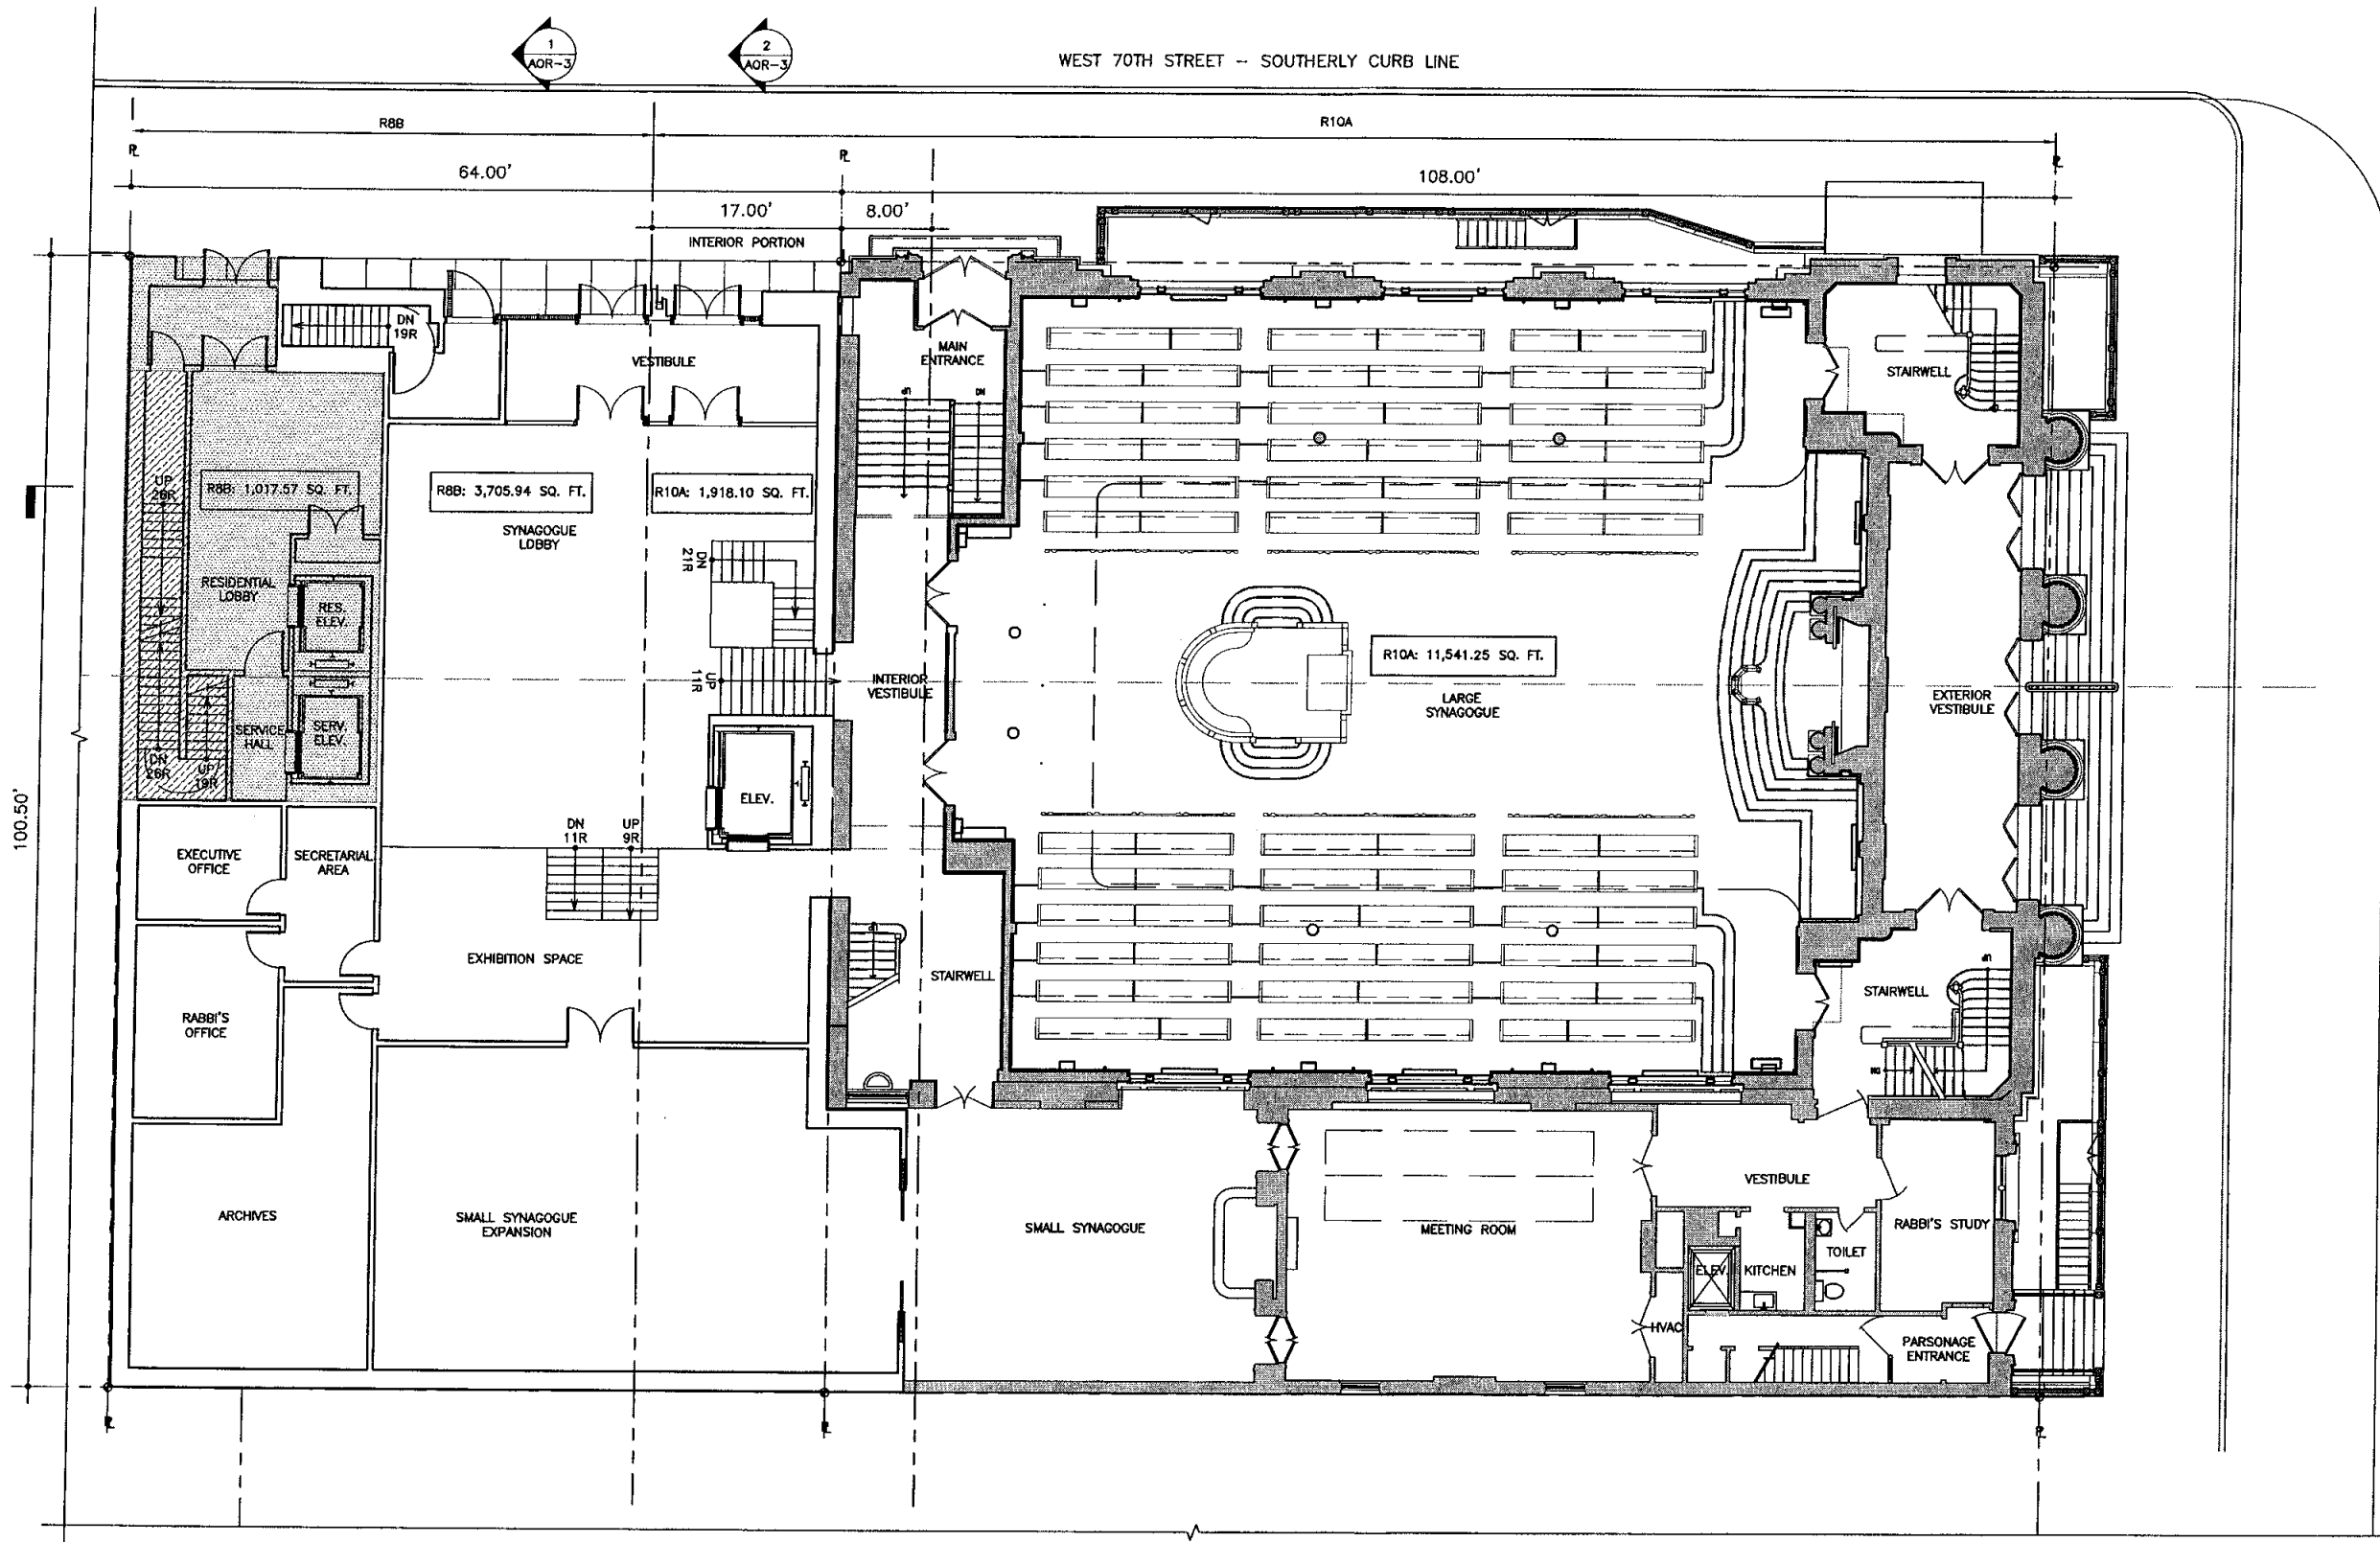 1
AOR-3
2
AOR-3
WEST 70TH STREET - SOUTHERLY CURB LINE
R8B
R10A
64.00'
108.00'
17.00'
8.00'
INTERIOR PORTION
DN
19R
VESTIBULE
MAIN
ENTRANCE
UP
DN
STAIRWELL
UP
26R
R8B: 1,017.57 SQ. FT.
R8B: 3,705.94 SQ. FT.
R10A: 1,918.10 SQ. FT.
SYNAGOGUE
LOBBY
DN
21R
RESIDENTIAL
LOBBY
RES.
ELEV.
R10A: 11,541.25 SQ. FT.
LARGE
SYNAGOGUE
UP
11R
INTERIOR
VESTIBULE
EXTERIOR
VESTIBULE
SERVICE
HALL
SERV.
ELEV.
DN
26R
UP
19R
ELEV.
100.50'
DN
11R
UP
9R
EXECUTIVE
OFFICE
SECRETARIAL
AREA
EXHIBITION SPACE
UP
STAIRWELL
UP
STAIRWELL
RABBI'S
OFFICE
DN
VESTIBULE
ARCHIVES
SMALL SYNAGOGUE
EXPANSION
SMALL SYNAGOGUE
MEETING ROOM
RABBI'S STUDY
TOILET
ELEV.
KITCHEN
HVAC
PARSONAGE
ENTRANCE